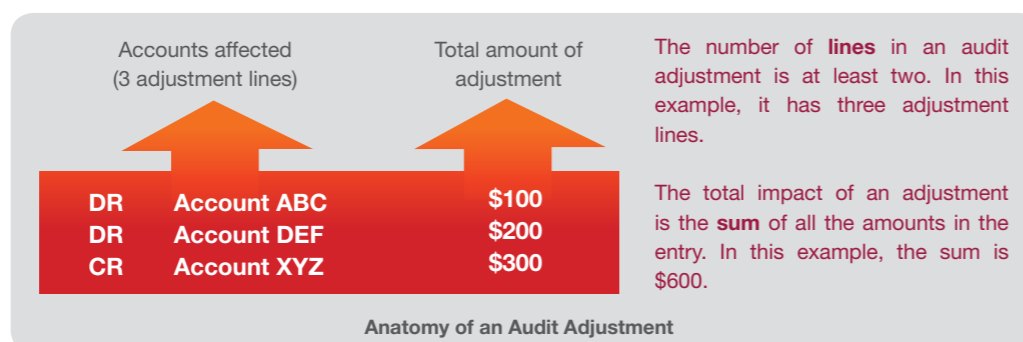 Accounts affected
(3 adjustment lines)
Total amount of
adjustment
DR Account ABC $100
DR Account DEF $200
CR Account XYZ $300
The number of lines in an audit
adjustment is at least two. In this
example, it has three adjustment
lines.
The total impact of an adjustment
is the sum of all the amounts in the
entry. In this example, the sum is
$600.
Anatomy of an Audit Adjustment